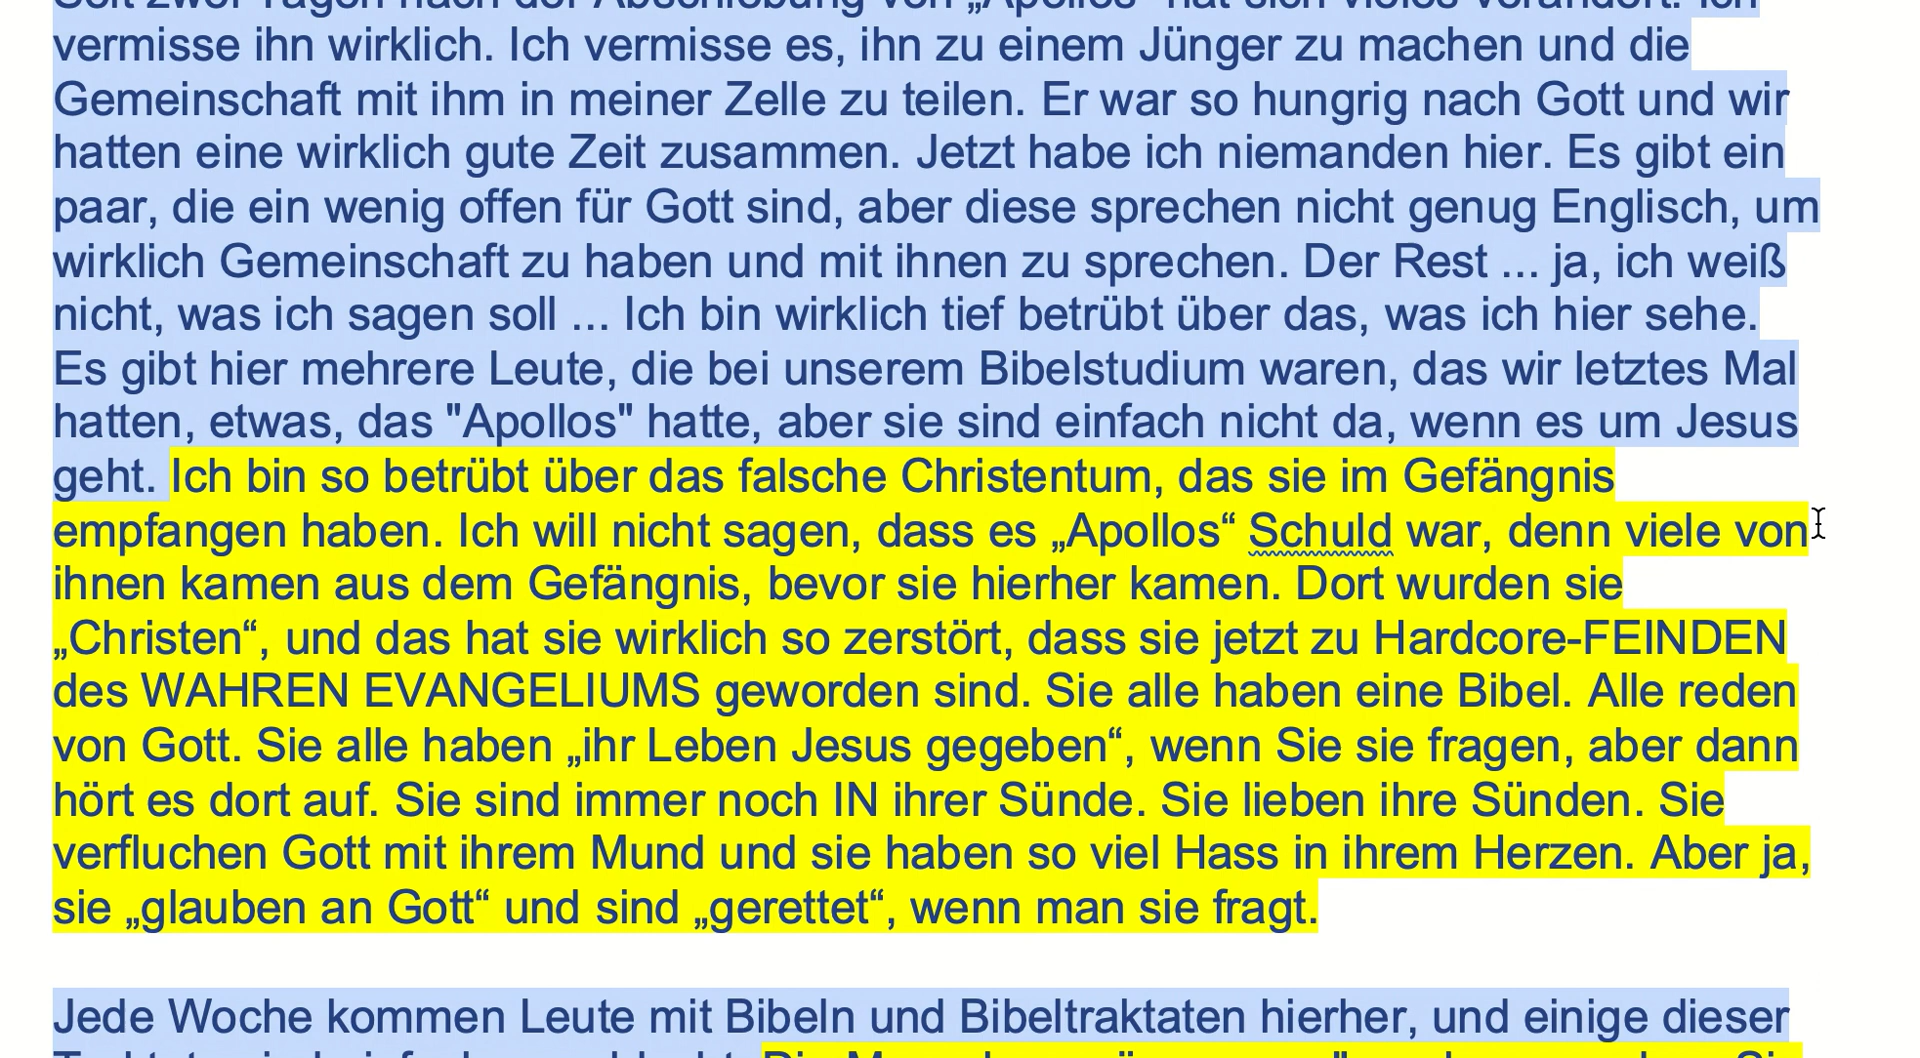 Seit zwei Tagen nach der Abschiebung von „Apollos“ hat sich vieles verändert. Ich
vermisse ihn wirklich. Ich vermisse es, ihn zu einem Jünger zu machen und die
Gemeinschaft mit ihm in meiner Zelle zu teilen. Er war so hungrig nach Gott und wir
hatten eine wirklich gute Zeit zusammen. Jetzt habe ich niemanden hier. Es gibt ein
paar, die ein wenig offen für Gott sind, aber diese sprechen nicht genug Englisch, um
wirklich Gemeinschaft zu haben und mit ihnen zu sprechen. Der Rest ... ja, ich weiß
nicht, was ich sagen soll ... Ich bin wirklich tief betrübt über das, was ich hier sehe.
Es gibt hier mehrere Leute, die bei unserem Bibelstudium waren, das wir letztes Mal
hatten, etwas, das "Apollos" hatte, aber sie sind einfach nicht da, wenn es um Jesus
geht. Ich bin so betrübt über das falsche Christentum, das sie im Gefängnis
empfangen haben. Ich will nicht sagen, dass es „Apollos“ Schuld war, denn viele von
ihnen kamen aus dem Gefängnis, bevor sie hierher kamen. Dort wurden sie
„Christen“, und das hat sie wirklich so zerstört, dass sie jetzt zu Hardcore-FEINDEN
des WAHREN EVANGELIUMS geworden sind. Sie alle haben eine Bibel. Alle reden
von Gott. Sie alle haben „ihr Leben Jesus gegeben“, wenn Sie sie fragen, aber dann
hört es dort auf. Sie sind immer noch IN ihrer Sünde. Sie lieben ihre Sünden. Sie
verfluchen Gott mit ihrem Mund und sie haben so viel Hass in ihrem Herzen. Aber ja,
sie „glauben an Gott“ und sind „gerettet“, wenn man sie fragt.
Jede Woche kommen Leute mit Bibeln und Bibeltraktaten hierher, und einige dieser